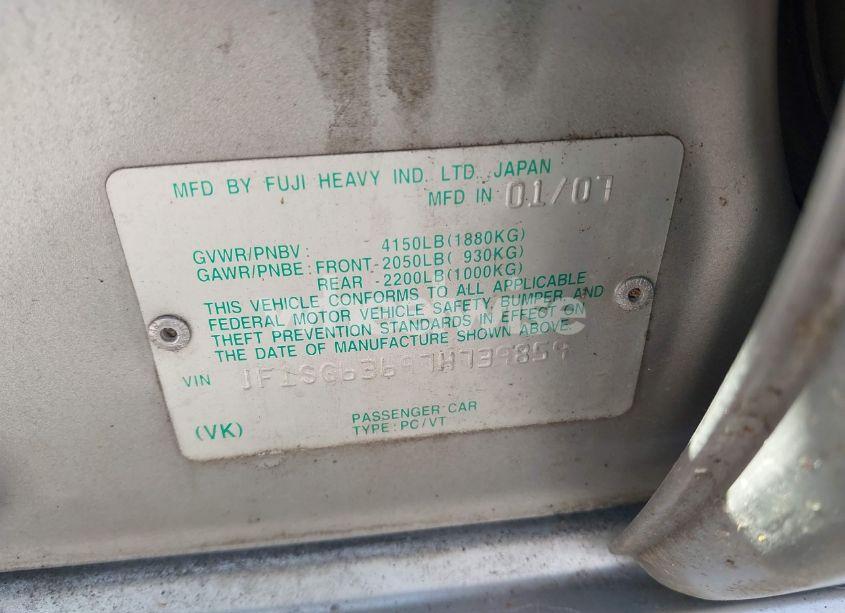 MFD BY FUJI HEAVY IND. LTD. JAPAN
MFD IN 01/07
GVWR/PNBV : 4150LB(1880KG)
GAWR/PNBE : FRONT-2050LB( 930KG)
REAR -2200LB(1000KG)
THIS VEHICLE CONFORMS TO ALL APPLICABLE
FEDERAL MOTOR VEHICLE SAFETY, BUMPER, AND
THEFT PREVENTION STANDARDS IN EFFECT ON
THE DATE OF MANUFACTURE SHOWN ABOVE.
VIN
(VK)
PASSENGER CAR
TYPE:PC/VT